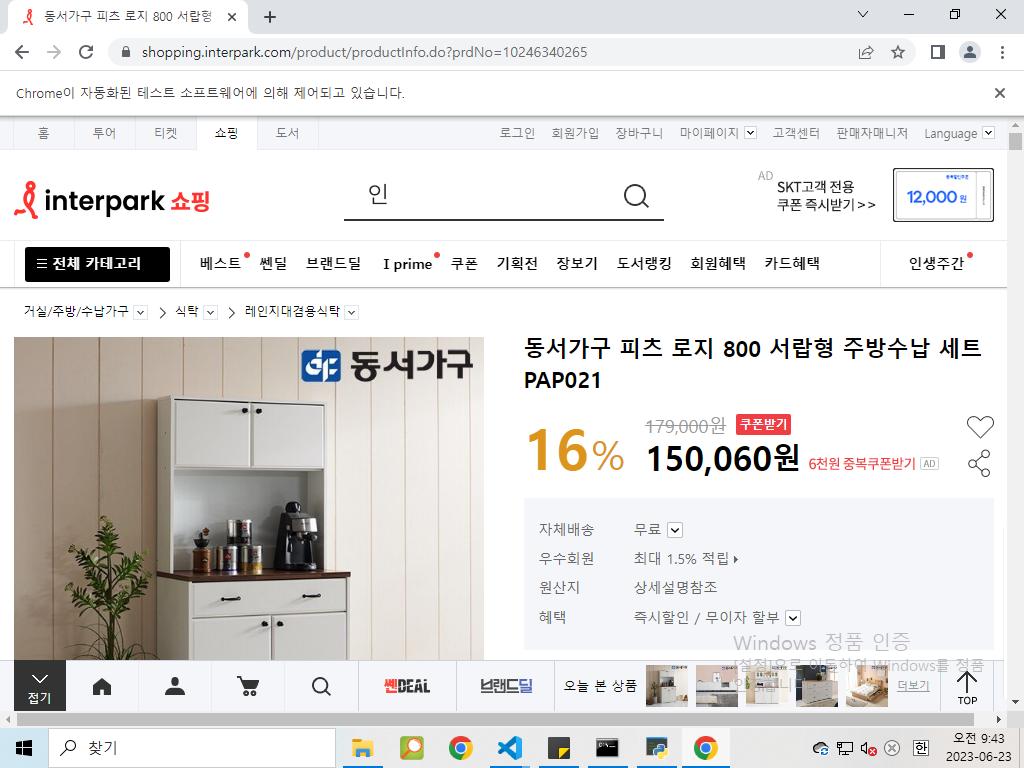 동서가구 피츠 로지 800 서랍형
shopping.interpark.com/product/productInfo.do?prdNo=10246340265
Chrome이 자동화된 테스트 소프트웨어에 의해 제어되고 있습니다.
홈 투어 티켓 쇼핑 도서 로그인 회원가입 장바구니 마이페이지 고객센터 판매자매니저 Language
interpark 쇼핑
인
AD SKT고객 전용
쿠폰 즉시받기>>
12,000원
전체 카테고리 베스트 쎈딜 브랜드딜 I prime 쿠폰 기획전 장보기 도서랭킹 회원혜택 카드혜택 인생주간
거실/주방/수납가구 식탁 레인지대겸용식탁
동서가구
동서가구 피츠 로지 800 서랍형 주방수납 세트
PAP021
179,000원 쿠폰받기
16% 150,060원 6천원 중복쿠폰받기 AD
자체배송 무료
우수회원 최대 1.5% 적립
원산지 상세설명참조
혜택 즉시할인 / 무이자 할부
Windows 정품 인증
[설정]으로 이동하여 Windows를 정품
접기 쎈DEAL 브랜드딜 오늘 본 상품 더보기 TOP
찾기
한
오전 9:43
2023-06-23